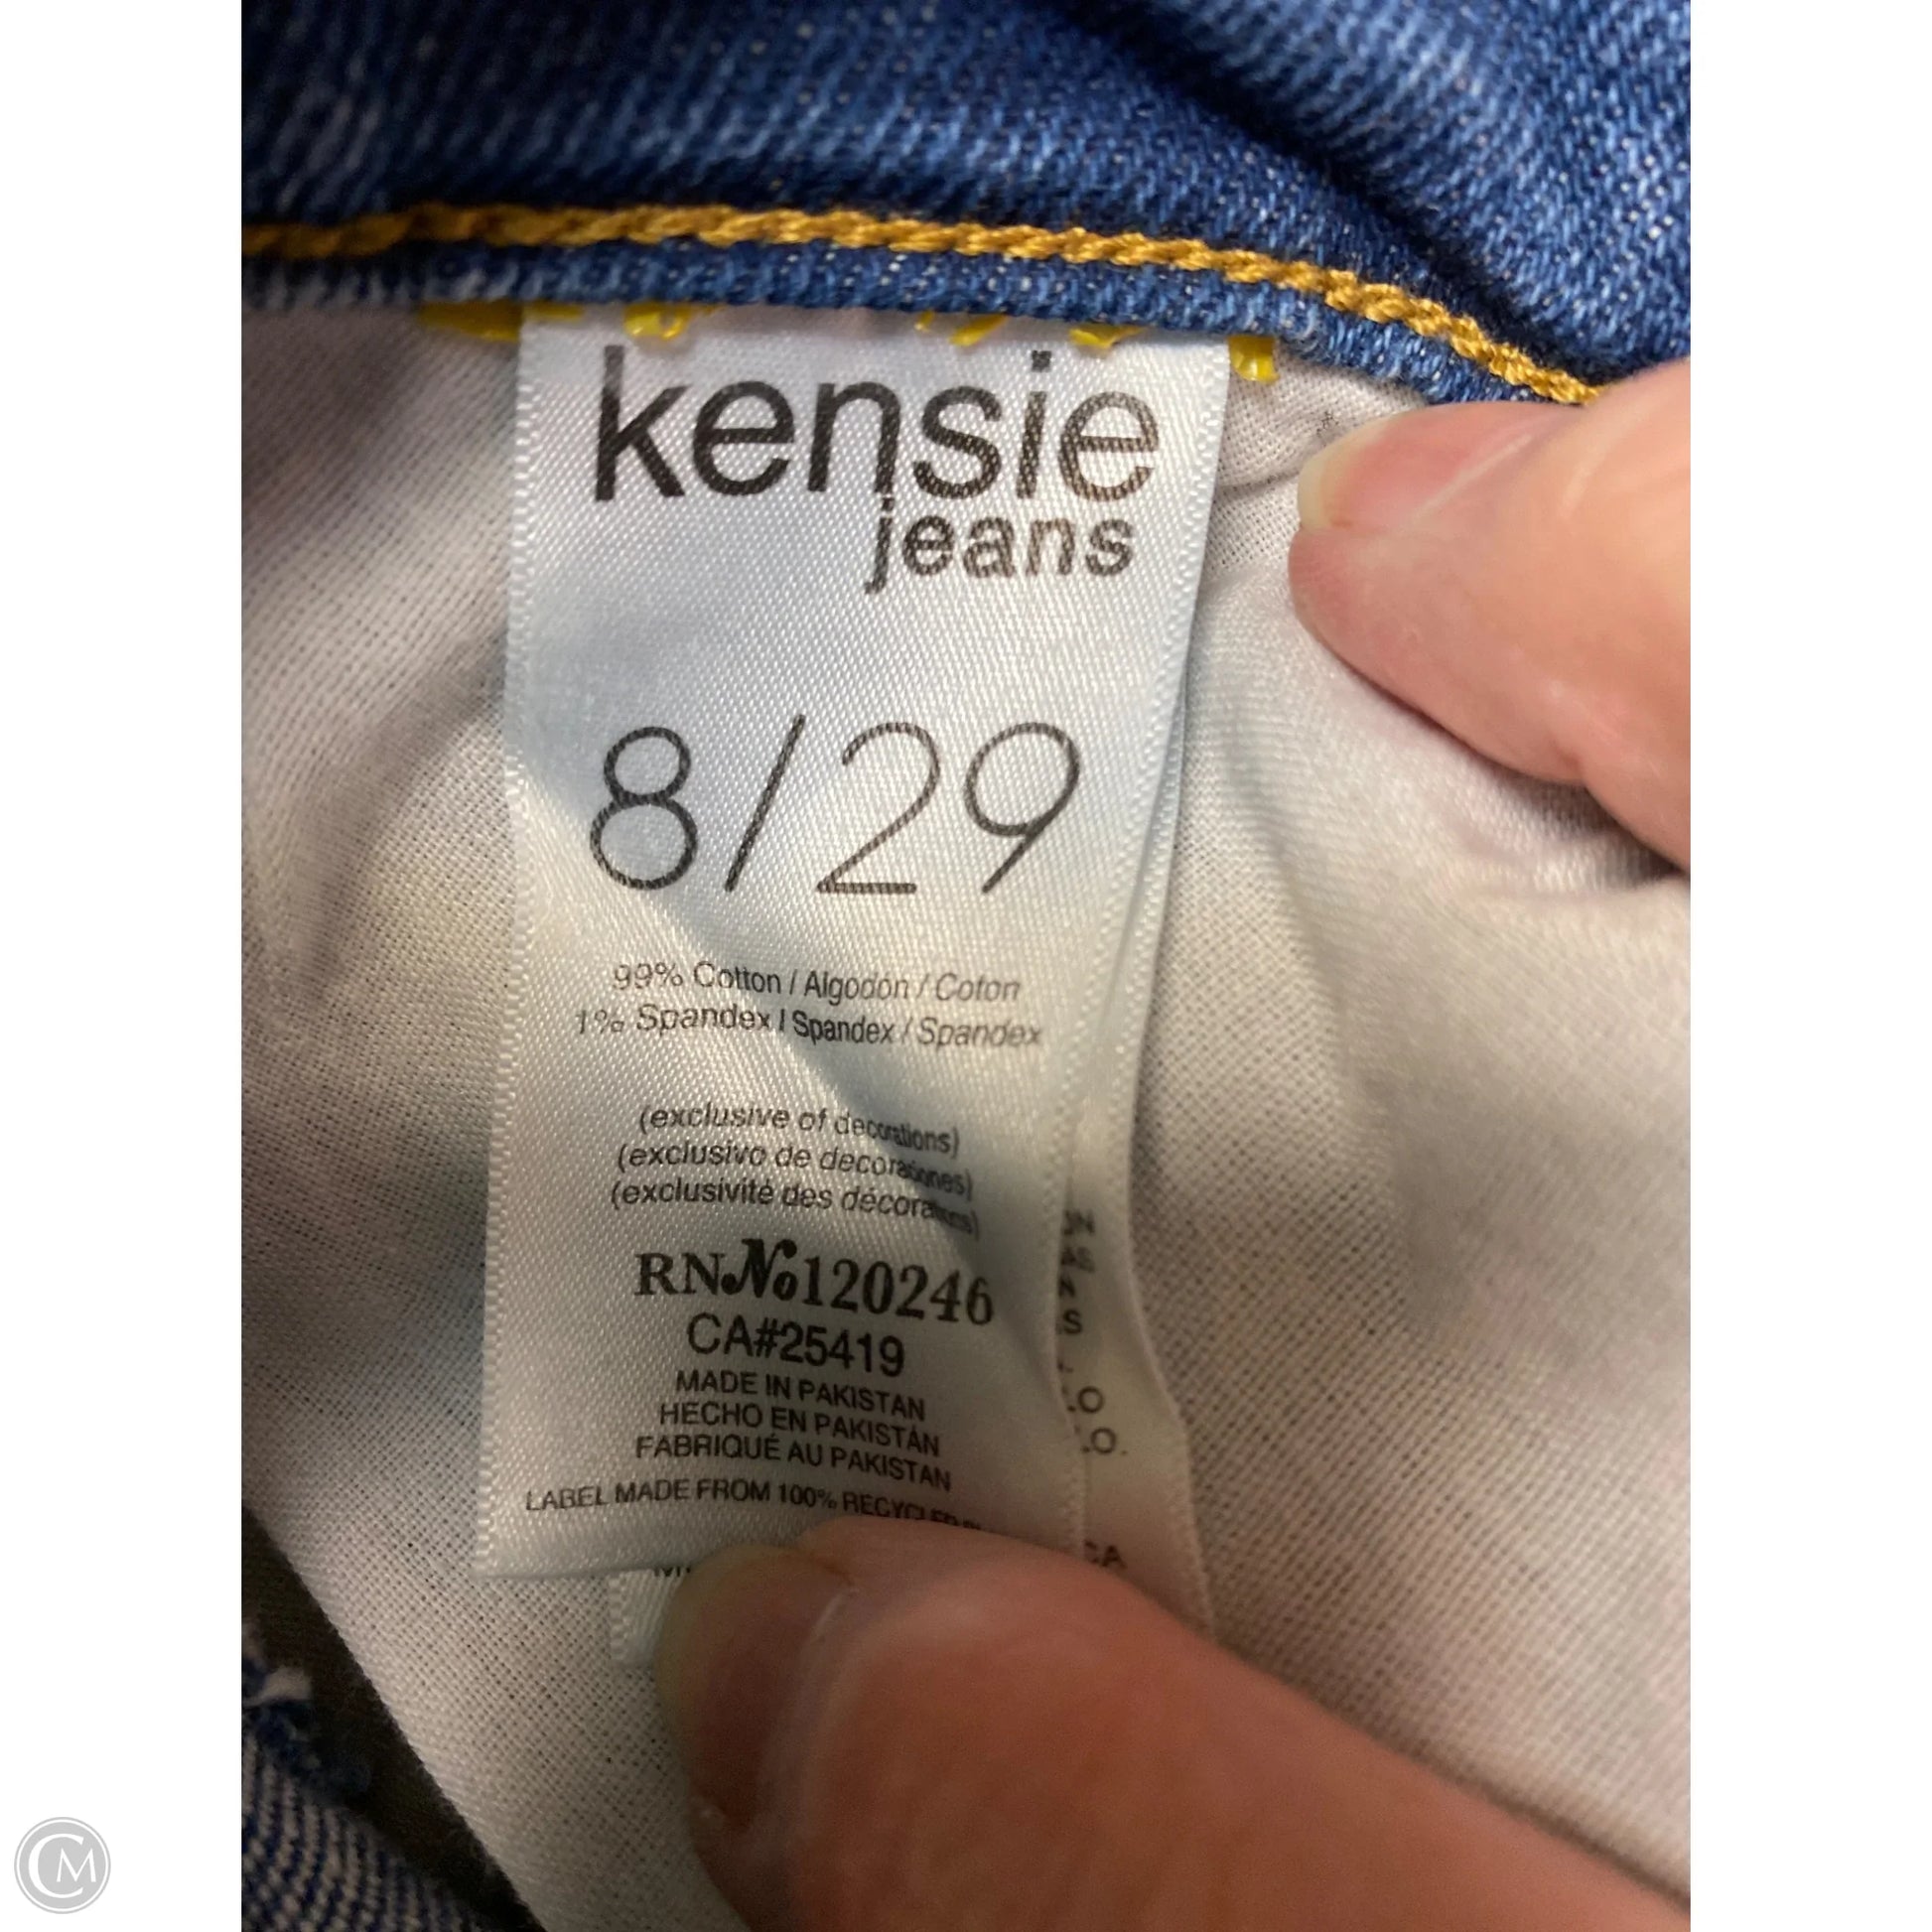 kensie
jeans
8/29
99% Cotton / Algodón / Coton
1% Spandex / Spandex / Spandex
(exclusive of decorations)
(exclusivo de decoraciones)
(exclusivité des décorations)
RN No 120246
CA#25419
MADE IN PAKISTAN
HECHO EN PAKISTÁN
FABRIQUÉ AU PAKISTAN
LABEL MADE FROM 100% RECYCLED
CM